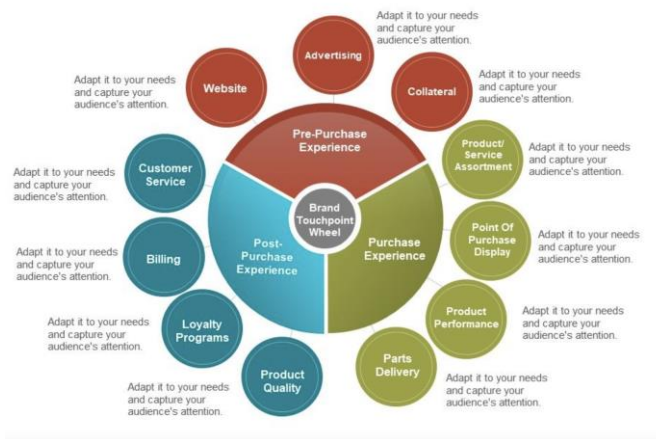 Adapt it to your needs
and capture your
audience's attention.
Advertising
Website
Adapt it to your needs
and capture your
audience's attention.
Collateral
Adapt it to your needs
and capture your
audience's attention.
Pre-Purchase
Experience
Product/
Service
Assortment
Adapt it to your needs
and capture your
audience's attention.
Customer
Service
Adapt it to your needs
and capture your
audience's attention.
Brand
Touchpoint
Wheel
Point Of
Purchase
Display
Adapt it to your needs
and capture your
audience's attention.
Post-
Purchase
Experience
Purchase
Experience
Billing
Adapt it to your needs
and capture your
audience's attention.
Product
Performance
Adapt it to your needs
and capture your
audience's attention.
Loyalty
Programs
Adapt it to your needs
and capture your
audience's attention.
Parts
Delivery
Adapt it to your needs
and capture your
audience's attention.
Product
Quality
Adapt it to your needs
and capture your
audience's attention.